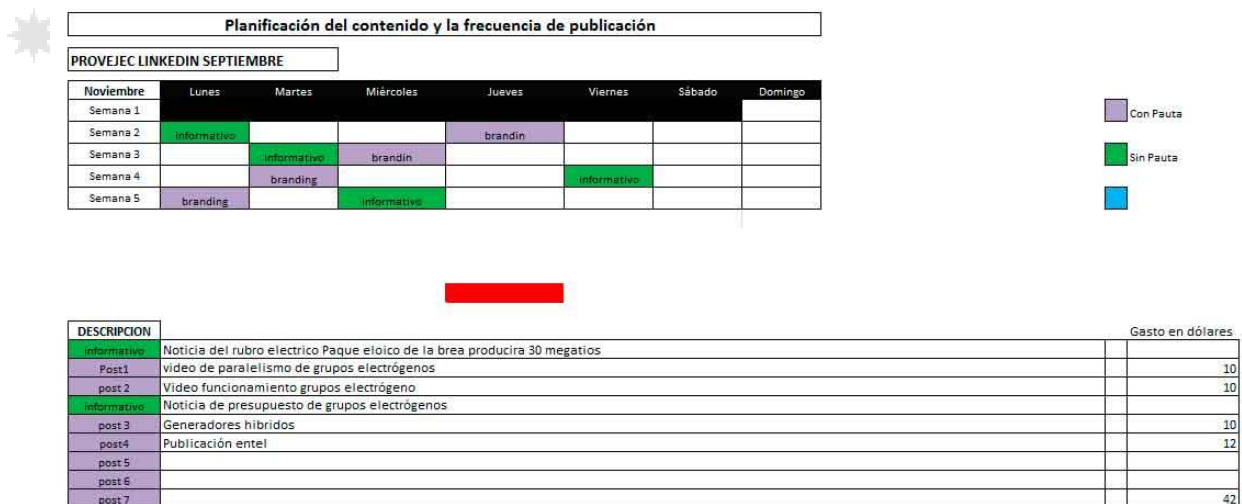 Planificación del contenido y la frecuencia de publicación
PROVEJEC LINKEDIN SEPTIEMBRE
Noviembre Lunes Martes Miércoles Jueves Viernes Sábado Domingo
Semana 1
Semana 2 informativo brandin
Semana 3 informativo brandin
Semana 4 branding informativo
Semana 5 branding informativo
Con Pauta
Sin Pauta
DESCRIPCION Gasto en dólares
informativo Noticia del rubro electrico Paque eloico de la brea producira 30 megatios
Post1 video de paralelismo de grupos electrógenos 10
post 2 Video funcionamiento grupos electrógeno 10
informativo Noticia de presupuesto de grupos electrógenos
post 3 Generadores hibridos 10
post4 Publicación entel 12
post 5
post 6
post 7 42